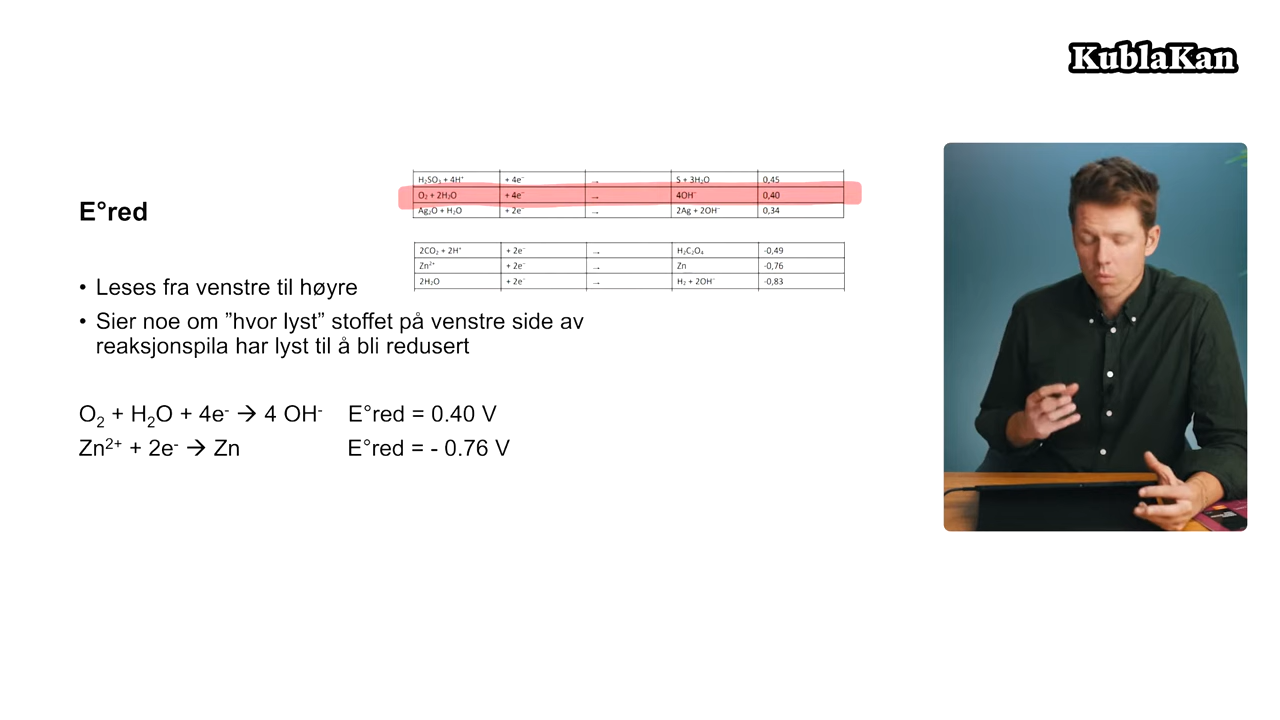 KublaKan
H₂SO₃ + 4H⁺ + 4e⁻ → S + 3H₂O 0,45
O₂ + 2H₂O + 4e⁻ → 4OH⁻ 0,40
Ag₂O + H₂O + 2e⁻ → 2Ag + 2OH⁻ 0,34
E°red
2CO₂ + 2H⁺ + 2e⁻ → H₂C₂O₄ -0,49
Zn²⁺ + 2e⁻ → Zn -0,76
2H₂O + 2e⁻ → H₂ + 2OH⁻ -0,83
• Leses fra venstre til høyre
• Sier noe om ”hvor lyst” stoffet på venstre side av
reaksjonspila har lyst til å bli redusert
O₂ + H₂O + 4e⁻ → 4 OH⁻ E°red = 0.40 V
Zn²⁺ + 2e⁻ → Zn E°red = - 0.76 V